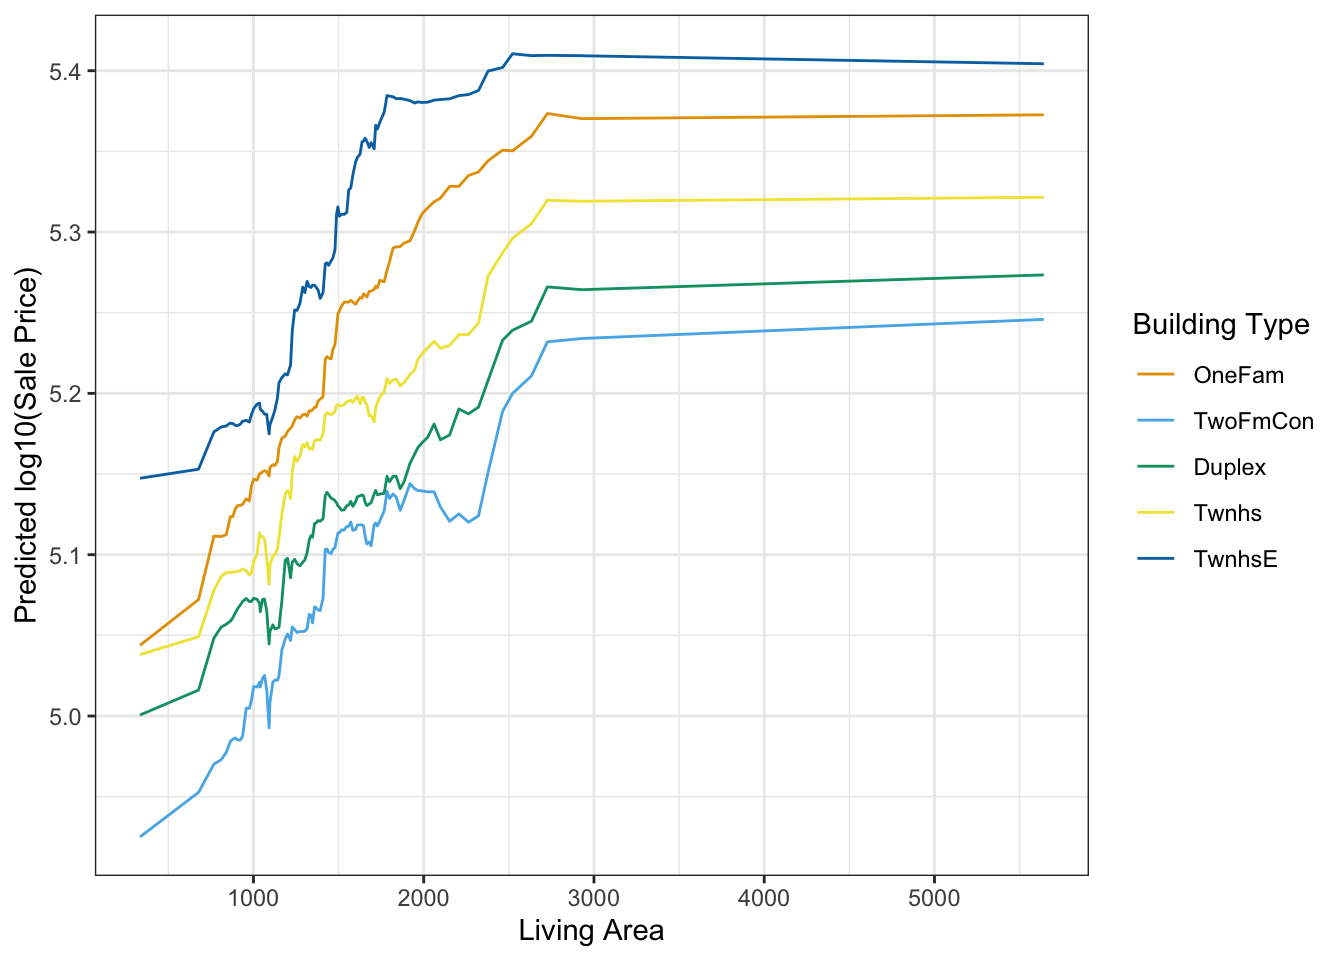 5.4
5.3
5.2
5.1
5.0
Predicted log10(Sale Price)
1000 2000 3000 4000 5000
Living Area
Building Type
OneFam
TwoFmCon
Duplex
Twnhs
TwnhsE